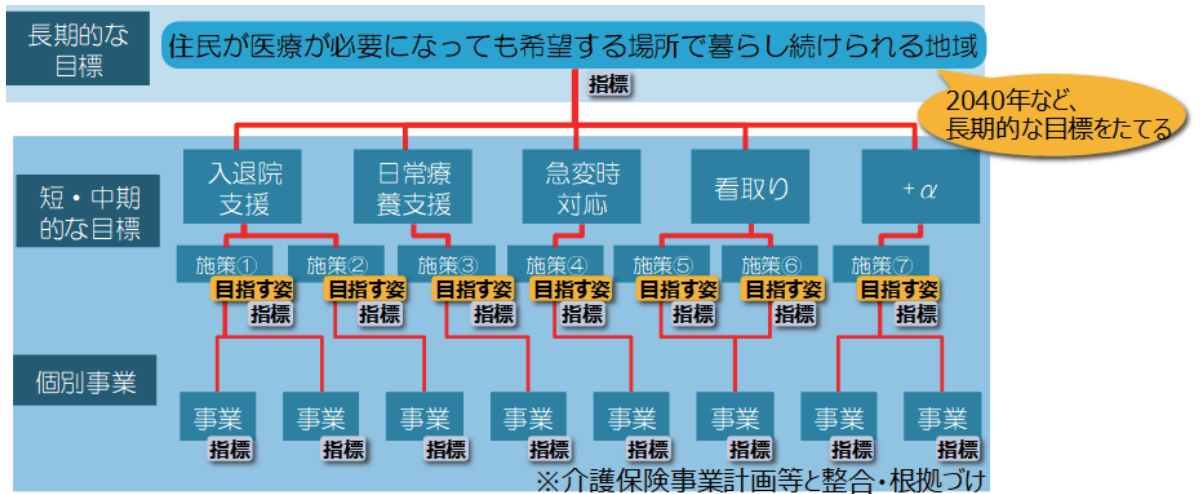 長期的な
目標
住民が医療が必要になっても希望する場所で暮らし続けられる地域
指標
2040年など、
長期的な目標をたてる
短・中期
的な目標
入退院
支援
日常療
養支援
急変時
対応
看取り
+α
施策①
施策②
施策③
施策④
施策⑤
施策⑥
施策⑦
目指す姿
目指す姿
目指す姿
目指す姿
目指す姿
目指す姿
目指す姿
指標
指標
指標
指標
指標
指標
指標
個別事業
事業
事業
事業
事業
事業
事業
事業
事業
指標
指標
指標
指標
指標
指標
指標
指標
※介護保険事業計画等と整合・根拠づけ